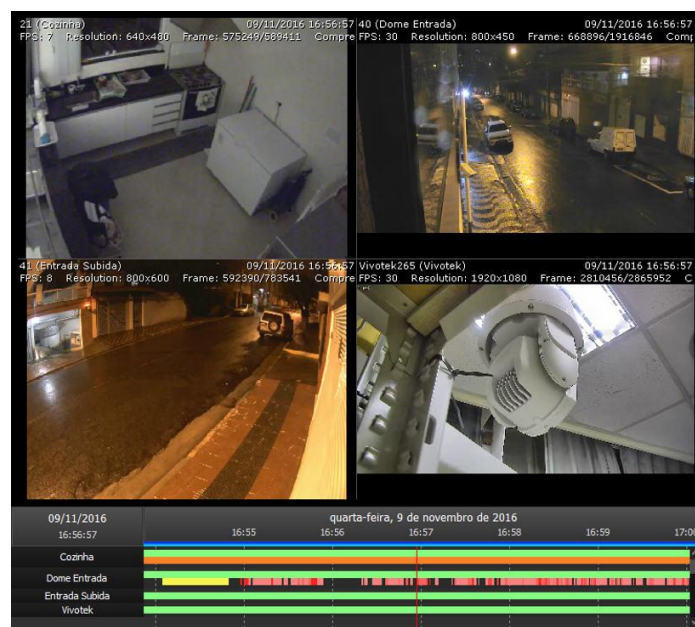 21 (Cozinha) 09/11/2016 16:56:57
FPS: 7 Resolution: 640x480 Frame: 575249/589411 Compre
40 (Dome Entrada) 09/11/2016 16:56:57
FPS: 30 Resolution: 800x450 Frame: 668896/1916846 Comp
41 (Entrada Subida) 09/11/2016 16:56:57
FPS: 8 Resolution: 800x600 Frame: 592390/783541 Compre
Vivotek265 (Vivotek) 09/11/2016 16:56:57
FPS: 30 Resolution: 1920x1080 Frame: 2810456/2865952 C
09/11/2016 quarta-feira, 9 de novembro de 2016
16:56:57 16:55 16:56 16:57 16:58 16:59 17:00
Cozinha
Dome Entrada
Entrada Subida
Vivotek